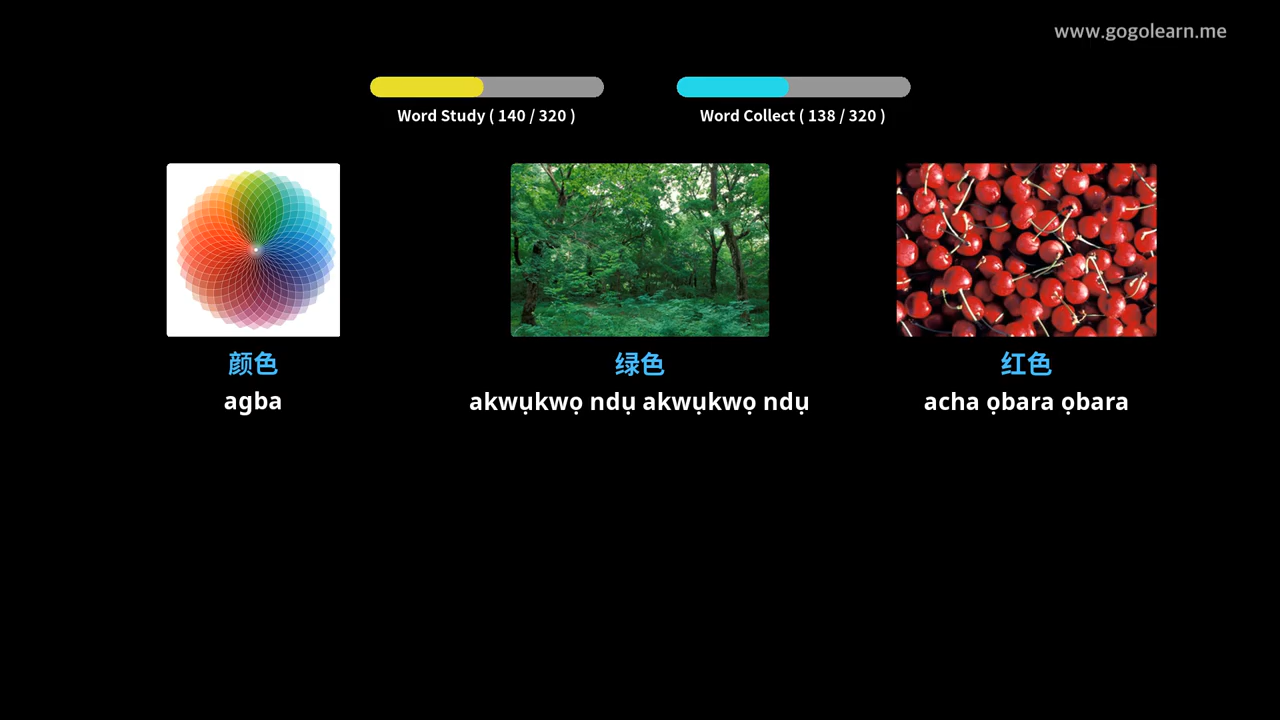 www.gogolearn.me
Word Study ( 140 / 320 )
Word Collect ( 138 / 320 )
颜色
绿色
红色
agba
akwụkwọ ndụ akwụkwọ ndụ
acha ọbara ọbara